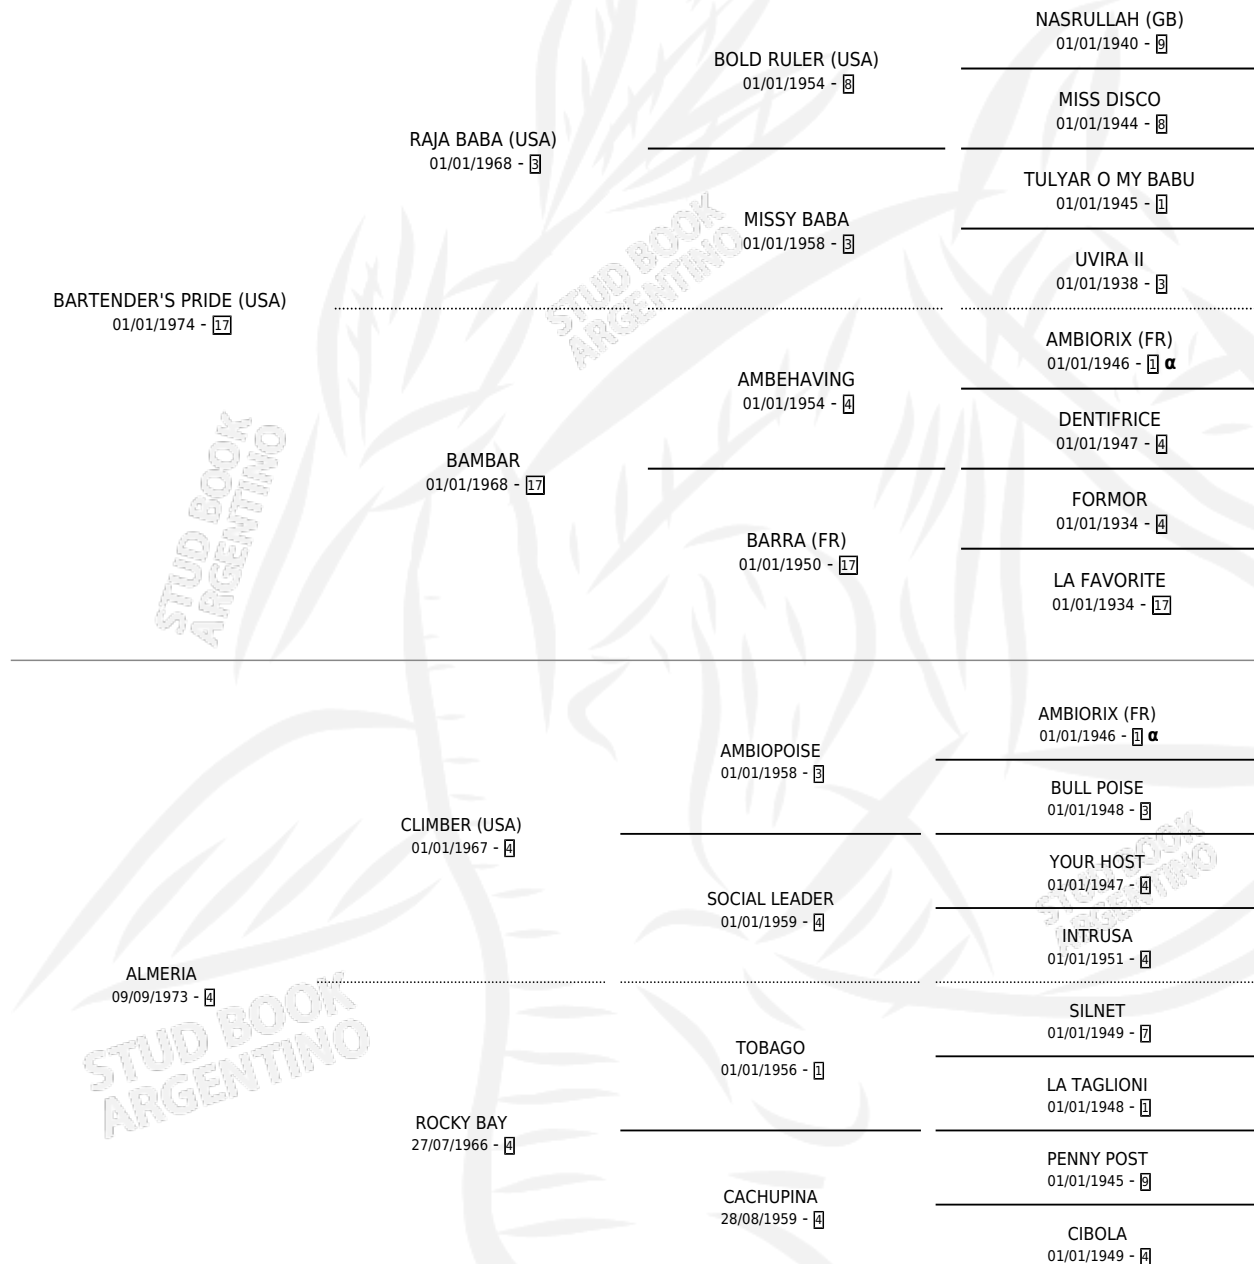 NASRULLAH (GB)
01/01/1940 - 9
BOLD RULER (USA)
01/01/1954 - 8
MISS DISCO
01/01/1944 - 8
RAJA BABA (USA)
01/01/1968 - 3
TULYAR O MY BABU
01/01/1945 - 1
MISSY BABA
01/01/1958 - 3
UVIRA II
01/01/1938 - 3
BARTENDER'S PRIDE (USA)
01/01/1974 - 17
AMBIORIX (FR)
01/01/1946 - 1 α
AMBEHAVING
01/01/1954 - 4
DENTIFRICE
01/01/1947 - 4
BAMBAR
01/01/1968 - 17
FORMOR
01/01/1934 - 4
BARRA (FR)
01/01/1950 - 17
LA FAVORITE
01/01/1934 - 17
AMBIORIX (FR)
01/01/1946 - 1 α
AMBIOPOISE
01/01/1958 - 3
BULL POISE
01/01/1948 - 3
CLIMBER (USA)
01/01/1967 - 4
YOUR HOST
01/01/1947 - 4
SOCIAL LEADER
01/01/1959 - 4
INTRUSA
01/01/1951 - 4
ALMERIA
09/09/1973 - 4
SILNET
01/01/1949 - 7
TOBAGO
01/01/1956 - 1
LA TAGLIONI
01/01/1948 - 1
ROCKY BAY
27/07/1966 - 4
PENNY POST
01/01/1945 - 9
CACHUPINA
28/08/1959 - 4
CIBOLA
01/01/1949 - 4
STUD BOOK
ARGENTINO
STUD BOOK
ARGENTINO
STUD BOOK
ARGENTINO
STUD BOOK
ARGENTINO